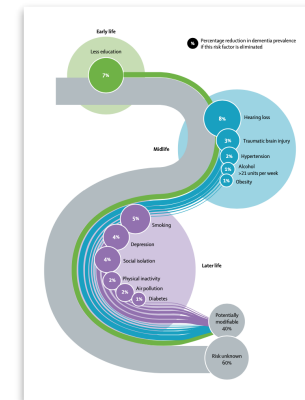 Early life
% Percentage reduction in dementia prevalence
if this risk factor is eliminated
Less education
7%
8% Hearing loss
3% Traumatic brain injury
Midlife
2% Hypertension
1% Alcohol
>21 units per week
1% Obesity
5% Smoking
4% Depression
4% Social isolation
Later life
2% Physical inactivity
2% Air pollution
1% Diabetes
Potentially
modifiable
40%
Risk unknown
60%